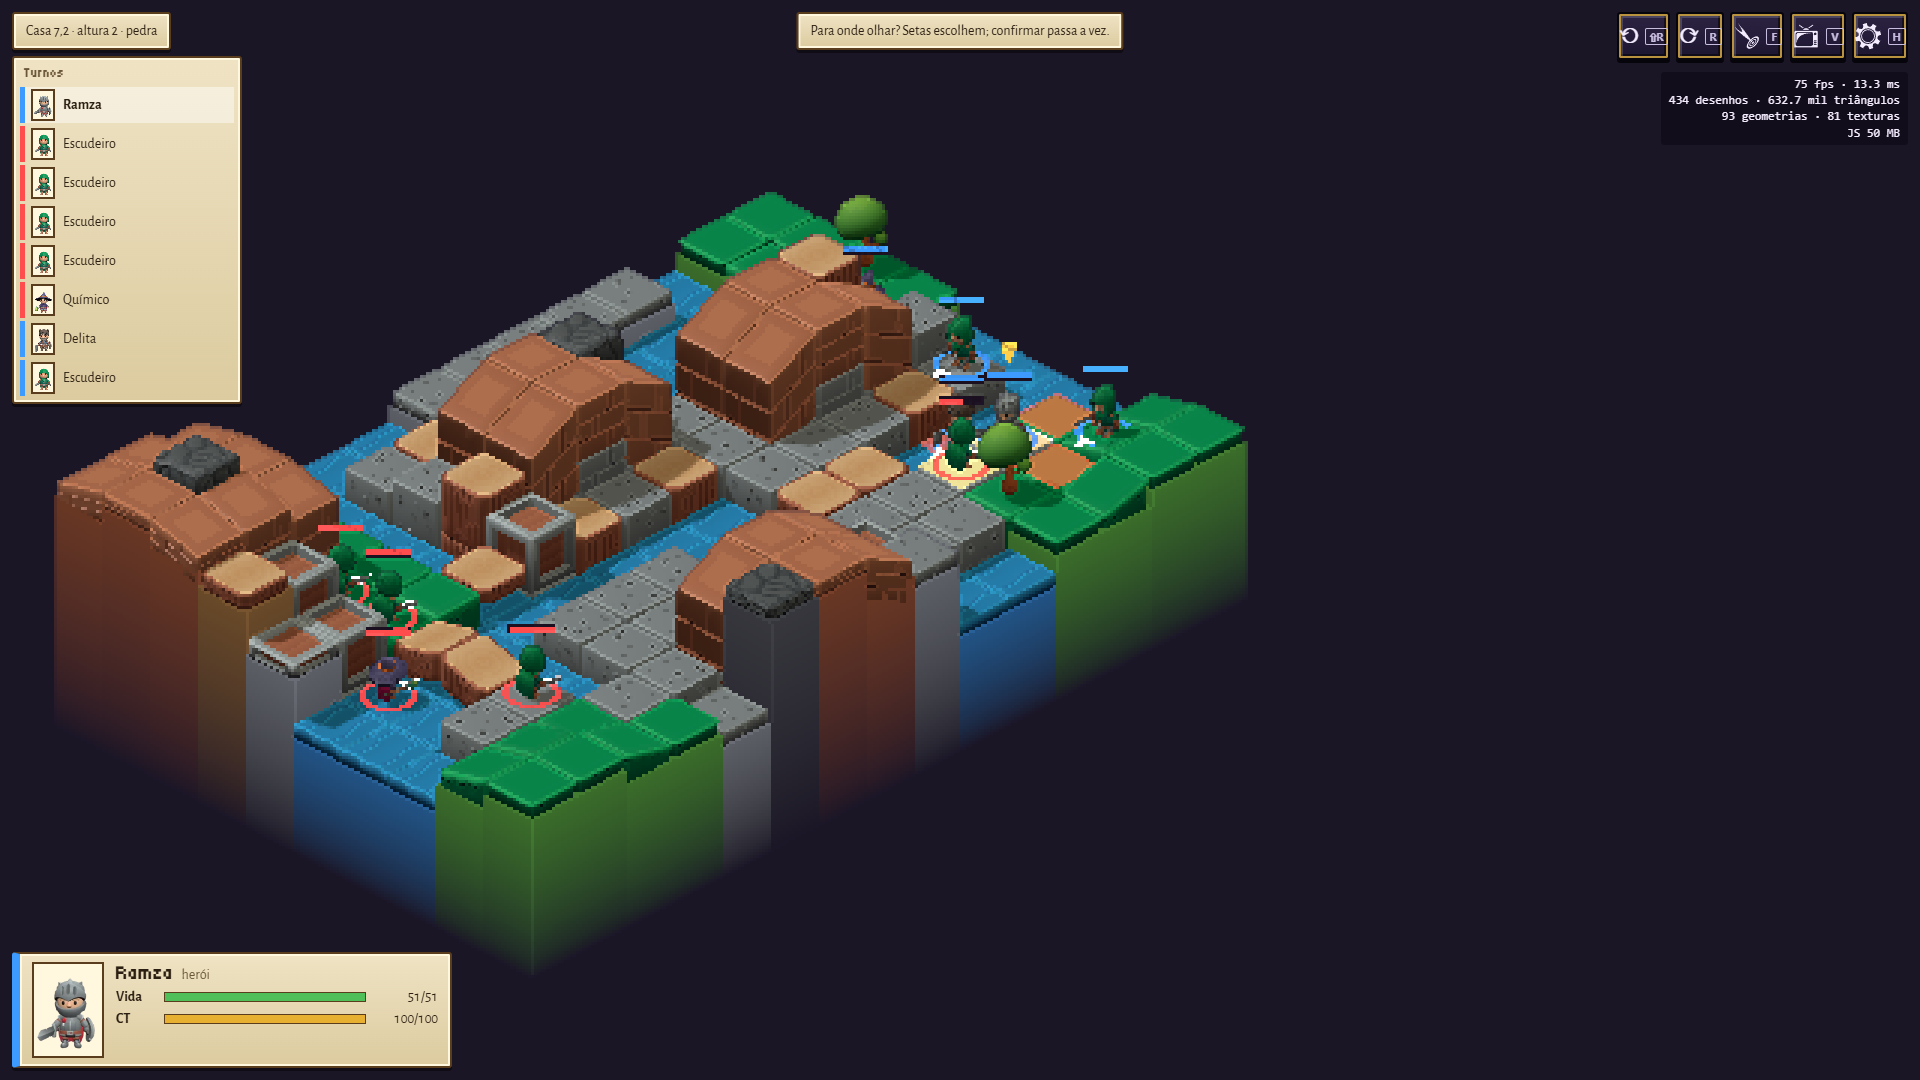 Casa 7,2 · altura 2 · pedra
Para onde olhar? Setas escolhem; confirmar passa a vez.
⇧R
R
F
V
H
75 fps · 13.3 ms
434 desenhos · 632.7 mil triângulos
93 geometrias · 81 texturas
JS 50 MB
Turnos
Ramza
Escudeiro
Escudeiro
Escudeiro
Escudeiro
Químico
Delita
Escudeiro
Ramza herói
Vida 51/51
CT 100/100